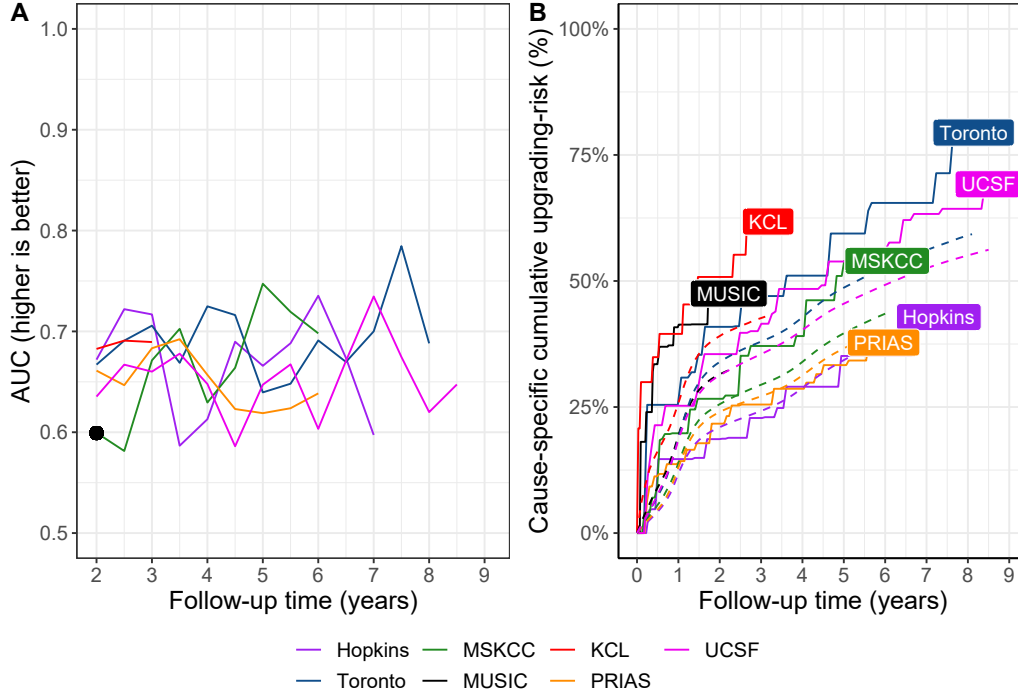 A
AUC (higher is better)
1.0
0.9
0.8
0.7
0.6
0.5
2 3 4 5 6 7 8 9
Follow-up time (years)
B
Cause-specific cumulative upgrading-risk (%)
100%
75%
50%
25%
0%
Toronto
UCSF
KCL
MSKCC
MUSIC
Hopkins
PRIAS
0 1 2 3 4 5 6 7 8 9
Follow-up time (years)
Hopkins MSKCC KCL UCSF
Toronto MUSIC PRIAS